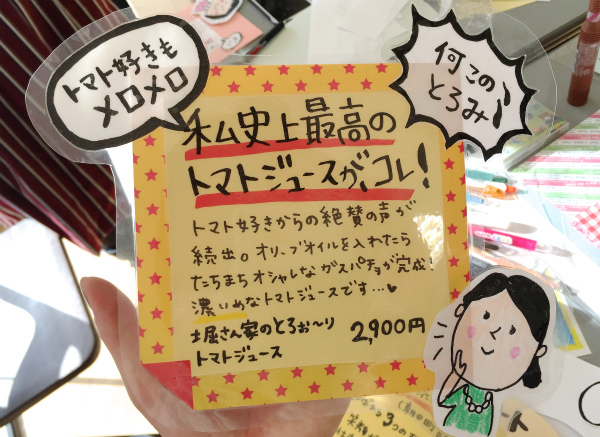 トマト好きも
メロメロ
何この
とろみ!
私史上最高の
トマトジュースが、コレ!
トマト好きからの絶賛の声が
続出。オリーブオイルを入れたら
たちまちオシャレなガスパチョが完成!
濃いめなトマトジュースです…♥
土屋さん家のとろぉ〜り
トマトジュース
2,900円